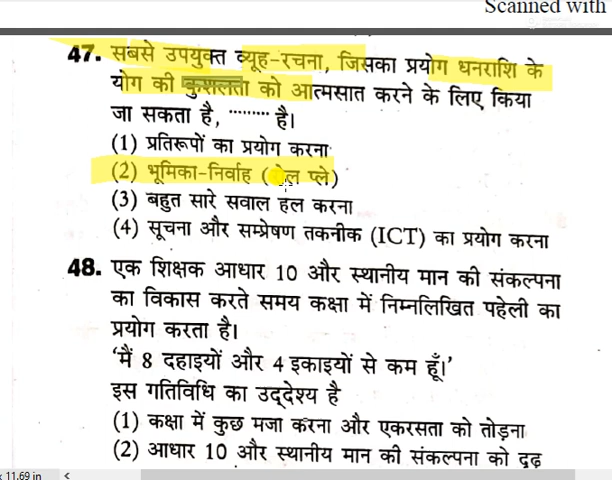 Scanned with
47. सबसे उपयुक्त व्यूह-रचना, जिसका प्रयोग धनराशि के
योग की कुशलता को आत्मसात करने के लिए किया
जा सकता है, ......... है।
(1) प्रतिरूपों का प्रयोग करना
(2) भूमिका-निर्वाह (रोल प्ले)
(3) बहुत सारे सवाल हल करना
(4) सूचना और सम्प्रेषण तकनीक (ICT) का प्रयोग करना
48. एक शिक्षक आधार 10 और स्थानीय मान की संकल्पना
का विकास करते समय कक्षा में निम्नलिखित पहेली का
प्रयोग करता है।
‘मैं 8 दहाइयों और 4 इकाइयों से कम हूँ।’
इस गतिविधि का उद्देश्य है
(1) कक्षा में कुछ मजा करना और एकरसता को तोड़ना
(2) आधार 10 और स्थानीय मान की संकल्पना को दृढ़
x 11.69 in